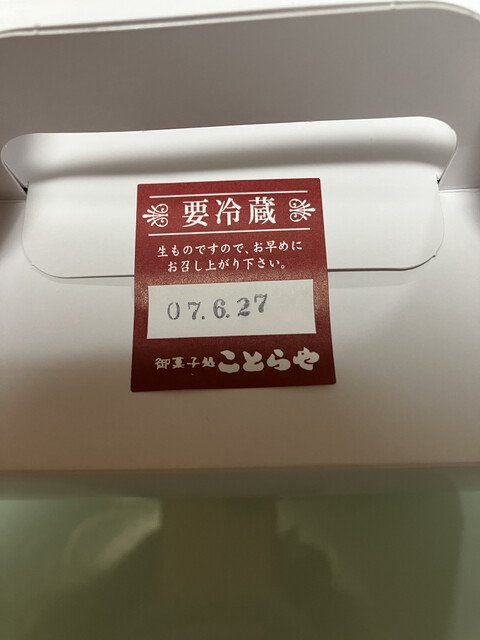 要冷蔵
生ものですので、お早めに
お召し上がり下さい。
07.6.27
御菓子処 ことらや